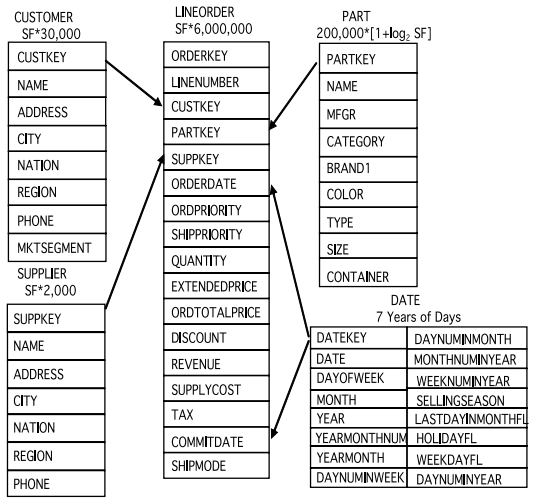 CUSTOMER
SF*30,000
CUSTKEY
NAME
ADDRESS
CITY
NATION
REGION
PHONE
MKTSEGMENT
SUPPLIER
SF*2,000
SUPPKEY
NAME
ADDRESS
CITY
NATION
REGION
PHONE
LINEORDER
SF*6,000,000
ORDERKEY
LINENUMBER
CUSTKEY
PARTKEY
SUPPKEY
ORDERDATE
ORDPRIORITY
SHIPPRIORITY
QUANTITY
EXTENDEDPRICE
ORDTOTALPRICE
DISCOUNT
REVENUE
SUPPLYCOST
TAX
COMMITDATE
SHIPMODE
PART
200,000*[1+log₂ SF]
PARTKEY
NAME
MFGR
CATEGORY
BRAND1
COLOR
TYPE
SIZE
CONTAINER
DATE
7 Years of Days
DATEKEY DAYNUMINMONTH
DATE MONTHNUMINYEAR
DAYOFWEEK WEEKNUMINYEAR
MONTH SELLINGSEASON
YEAR LASTDAYINMONTHFL
YEARMONTHNUM HOLIDAYFL
YEARMONTH WEEKDAYFL
DAYNUMINWEEK DAYNUMINYEAR